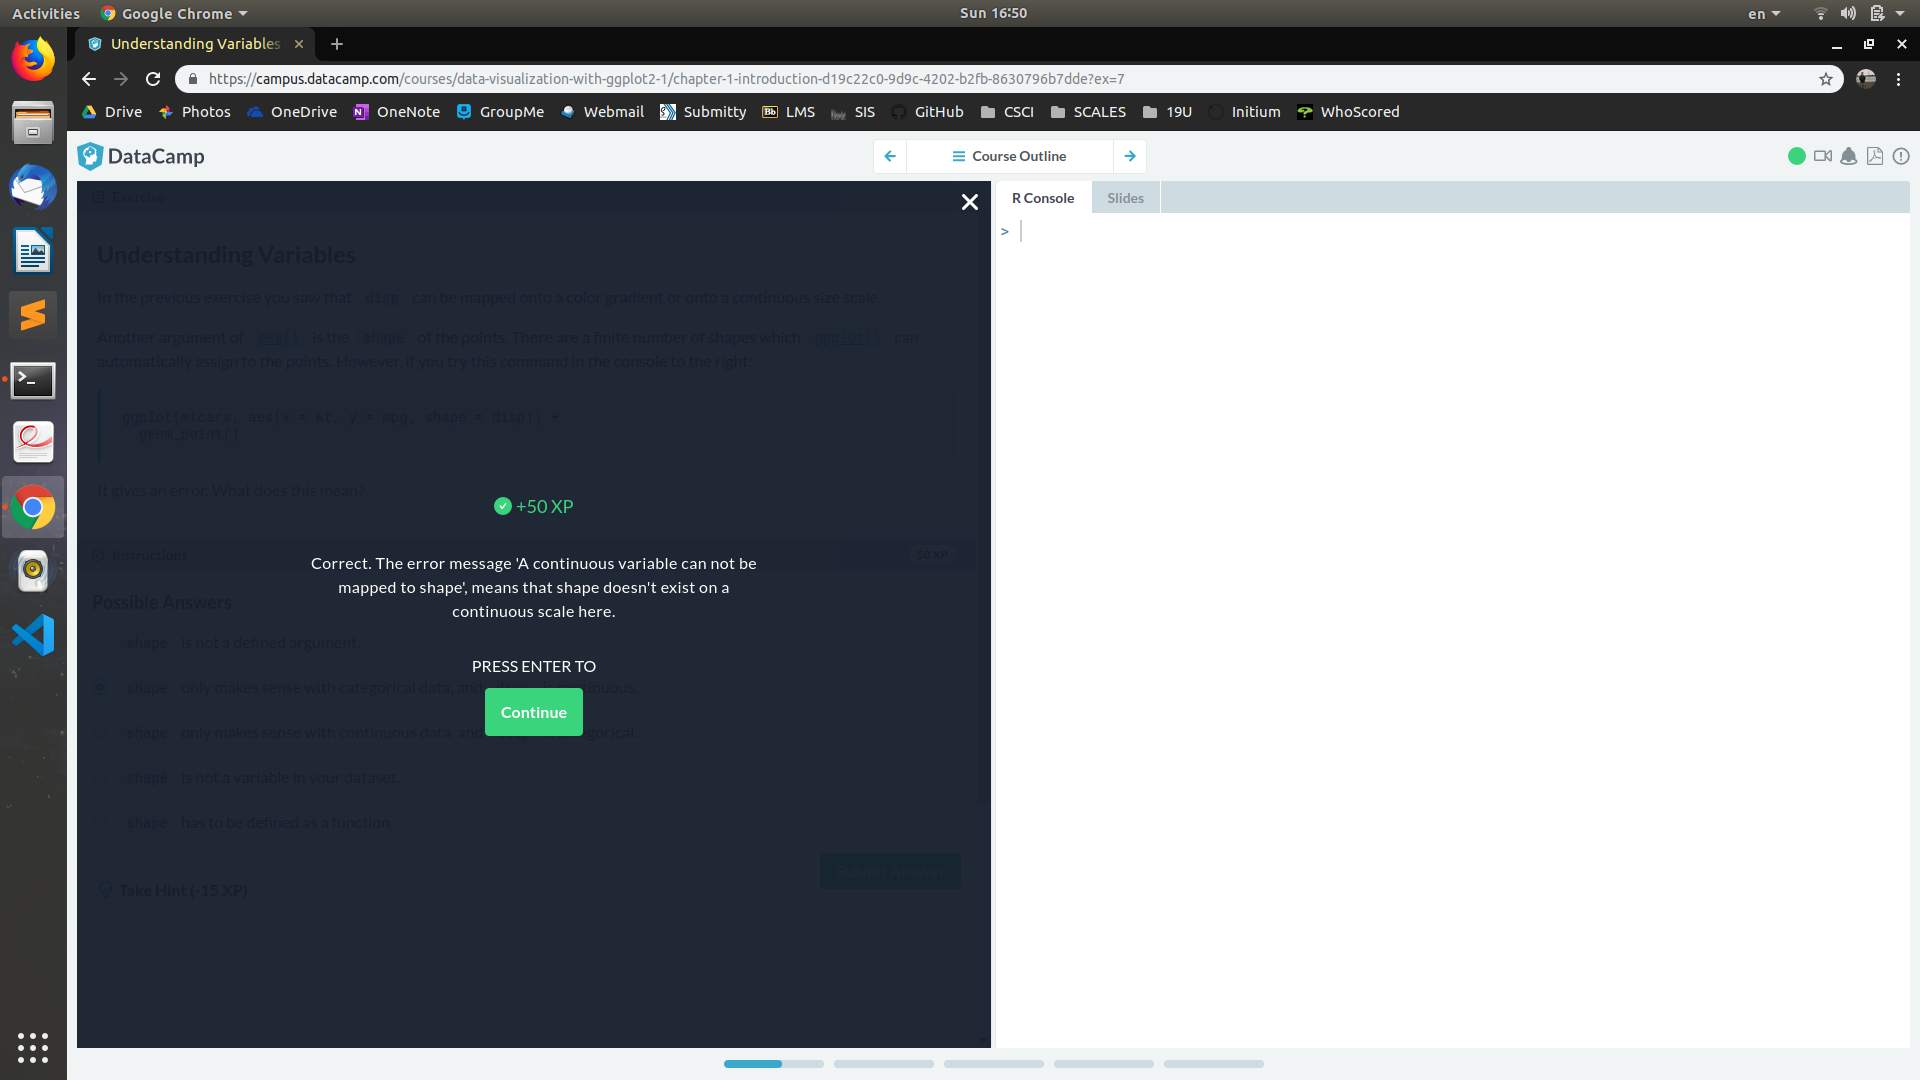 Activities Google Chrome Sun 16:50 en
Understanding Variables
https://campus.datacamp.com/courses/data-visualization-with-ggplot2-1/chapter-1-introduction-d19c22c0-9d9c-4202-b2fb-8630796b7dde?ex=7
Drive Photos OneDrive OneNote GroupMe Webmail Submitty LMS SIS GitHub CSCI SCALES 19U Initium WhoScored
DataCamp Course Outline
Exercise
R Console Slides
>
Understanding Variables
In the previous exercise you saw that disp can be mapped onto a color gradient or onto a continuous size scale.
Another argument of aes() is the shape of the points. There are a finite number of shapes which ggplot() can
automatically assign to the points. However, if you try this command in the console to the right:
ggplot(mtcars, aes(x = wt, y = mpg, shape = disp)) +
geom_point()
It gives an error. What does this mean?
+50 XP
Instructions 50 XP
Correct. The error message 'A continuous variable can not be
mapped to shape', means that shape doesn't exist on a
continuous scale here.
Possible Answers
shape is not a defined argument.
PRESS ENTER TO
shape only makes sense with categorical data, and continuous.
Continue
shape only makes sense with continuous data, and categorical.
shape is not a variable in your dataset.
shape has to be defined as a function.
Submit Answer
Take Hint (-15 XP)